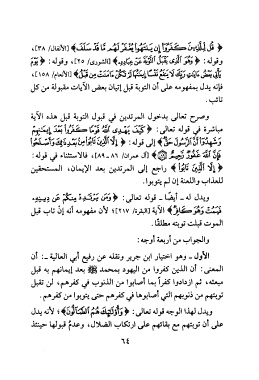 ﴿ قُل لِّلَّذِينَ كَفَرُوٓا۟ إِن يَنتَهُوا۟ يُغْفَرْ لَهُم مَّا قَدْ سَلَفَ ﴾ [الأنفال/ ٣٨]،
وقوله: ﴿ وَهُوَ ٱلَّذِى يَقْبَلُ ٱلتَّوْبَةَ عَنْ عِبَادِهِۦ ﴾ [الشورى/ ٢٥]، وقوله: ﴿ يَوْمَ
يَأْتِى بَعْضُ ءَايَٰتِ رَبِّكَ لَا يَنفَعُ نَفْسًا إِيمَٰنُهَا لَمْ تَكُنْ ءَامَنَتْ مِن قَبْلُ ﴾ [الأنعام/ ١٥٨]،
فإنه يدل بمفهومه على أن التوبة قبل إتيان بعض الآيات مقبولة من كل
تائب.
وصرح تعالى بدخول المرتدين في قبول التوبة قبل هذه الآية
مباشرة في قوله تعالى: ﴿ كَيْفَ يَهْدِى ٱللَّهُ قَوْمًا كَفَرُوا۟ بَعْدَ إِيمَٰنِهِمْ
وَشَهِدُوٓا۟ أَنَّ ٱلرَّسُولَ حَقٌّ ﴾ إلى قوله: ﴿ إِلَّا ٱلَّذِينَ تَابُوا۟ مِنۢ بَعْدِ ذَٰلِكَ وَأَصْلَحُوا۟
فَإِنَّ ٱللَّهَ غَفُورٌ رَّحِيمٌ ﴾ [آل عمران/ ٨٦ ـ ٨٩]، فالاستثناء في قوله:
﴿ إِلَّا ٱلَّذِينَ تَابُوا۟ ﴾ راجع إلى المرتدين بعد الإيمان، المستحقين
للعذاب واللعنة إن لم يتوبوا.
ويدل له ـ أيضًا ـ قوله تعالى: ﴿ وَمَن يَرْتَدِدْ مِنكُمْ عَن دِينِهِۦ
فَيَمُتْ وَهُوَ كَافِرٌ ﴾ الآية [البقرة/ ٢١٧]؛ لأن مفهومه أنه إن تاب قبل
الموت قبلت توبته مطلقًا.
والجواب من أربعة أوجه:
الأول ـ وهو اختيار ابن جرير ونقله عن رفيع أبي العالية ـ: أن
المعنى: أن الذين كفروا من اليهود بمحمد ﷺ بعد إيمانهم به قبل
مبعثه، ثم ازدادوا كفراً بما أصابوا من الذنوب في كفرهم، لن تقبل
توبتهم من ذنوبهم التي أصابوها في كفرهم حتى يتوبوا من كفرهم.
ويدل لهذا الوجه قوله تعالى: ﴿ وَأُو۟لَٰٓئِكَ هُمُ ٱلضَّآلُّونَ ﴾؛ لأنه يدل
على أن توبتهم مع بقائهم على ارتكاب الضلال، وعدمُ قبولها حينئذ
٦٤